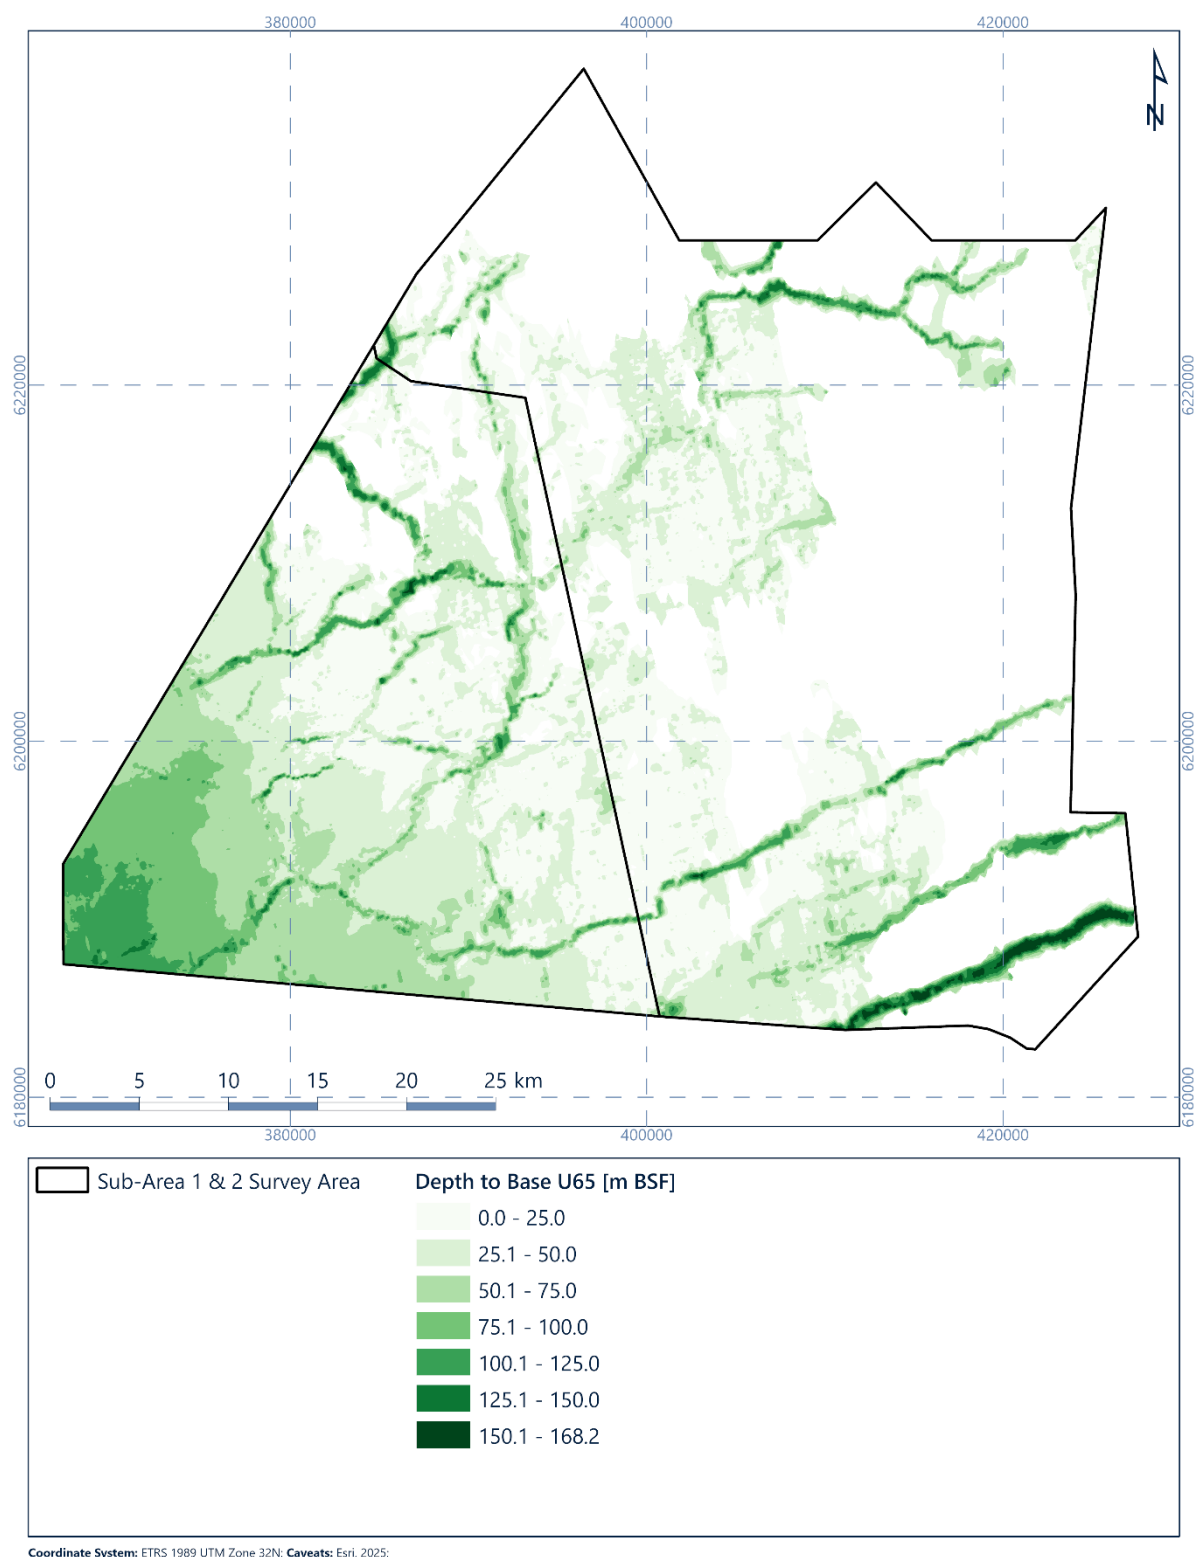 380000 400000 420000
N
6220000 6220000
6200000 6200000
6180000 6180000
0 5 10 15 20 25 km
380000 400000 420000
Sub-Area 1 & 2 Survey Area
Depth to Base U65 [m BSF]
0.0 - 25.0
25.1 - 50.0
50.1 - 75.0
75.1 - 100.0
100.1 - 125.0
125.1 - 150.0
150.1 - 168.2
Coordinate System: ETRS 1989 UTM Zone 32N; Caveats: Esri, 2025;